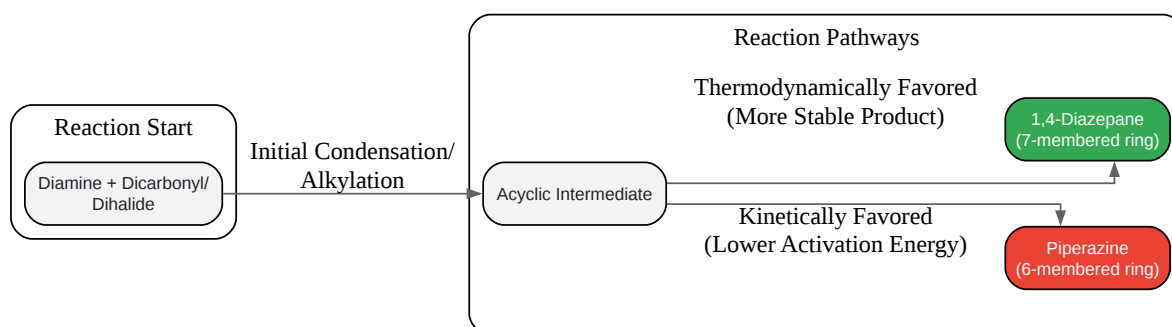 Reaction Pathways
Thermodynamically Favored
(More Stable Product)
1,4-Diazepane
(7-membered ring)
Reaction Start
Initial Condensation/
Alkylation
Diamine + Dicarbonyl/
Dihalide
Acyclic Intermediate
Kinetically Favored
(Lower Activation Energy)
Piperazine
(6-membered ring)